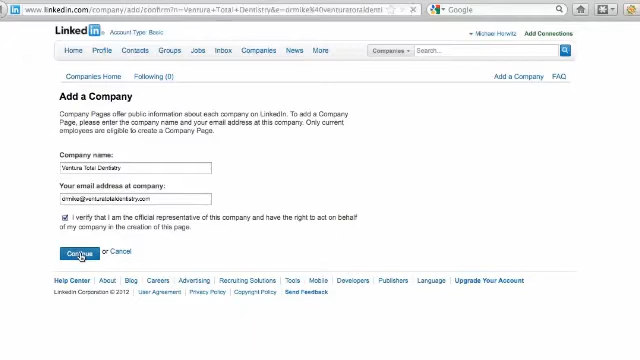 www.linkedin.com/company/add/confirm?n=Ventura+Total+Dentistry&e=drmike%40venturatotaldentisti
Google
Linked in Account Type: Basic
Michael Horwitz Add Connections
Home Profile Contacts Groups Jobs Inbox Companies News More
Companies Search...
Companies Home Following (0) Add a Company FAQ
Add a Company
Company Pages offer public information about each company on LinkedIn. To add a Company
Page, please enter the company name and your email address at this company. Only current
employees are eligible to create a Company Page.
Company name:
Ventura Total Dentistry
Your email address at company:
drmike@venturatotaldentistry.com
I verify that I am the official representative of this company and have the right to act on behalf
of my company in the creation of this page.
Continue or Cancel
Help Center About Blog Careers Advertising Recruiting Solutions Tools Mobile Developers Publishers Language Upgrade Your Account
LinkedIn Corporation © 2012 User Agreement Privacy Policy Copyright Policy Send Feedback